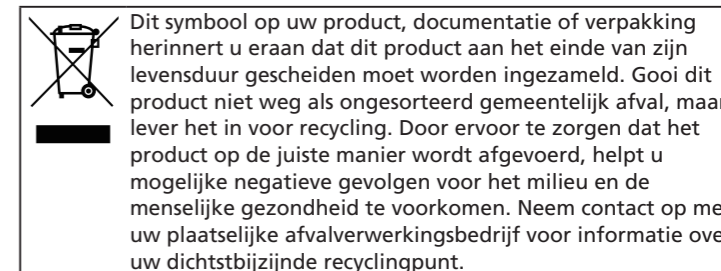 Dit symbool op uw product, documentatie of verpakking
herinnert u eraan dat dit product aan het einde van zijn
levensduur gescheiden moet worden ingezameld. Gooi dit
product niet weg als ongesorteerd gemeentelijk afval, maar
lever het in voor recycling. Door ervoor te zorgen dat het
product op de juiste manier wordt afgevoerd, helpt u
mogelijke negatieve gevolgen voor het milieu en de
menselijke gezondheid te voorkomen. Neem contact op me
uw plaatselijke afvalverwerkingsbedrijf voor informatie ove
uw dichtstbijzijnde recyclingpunt.